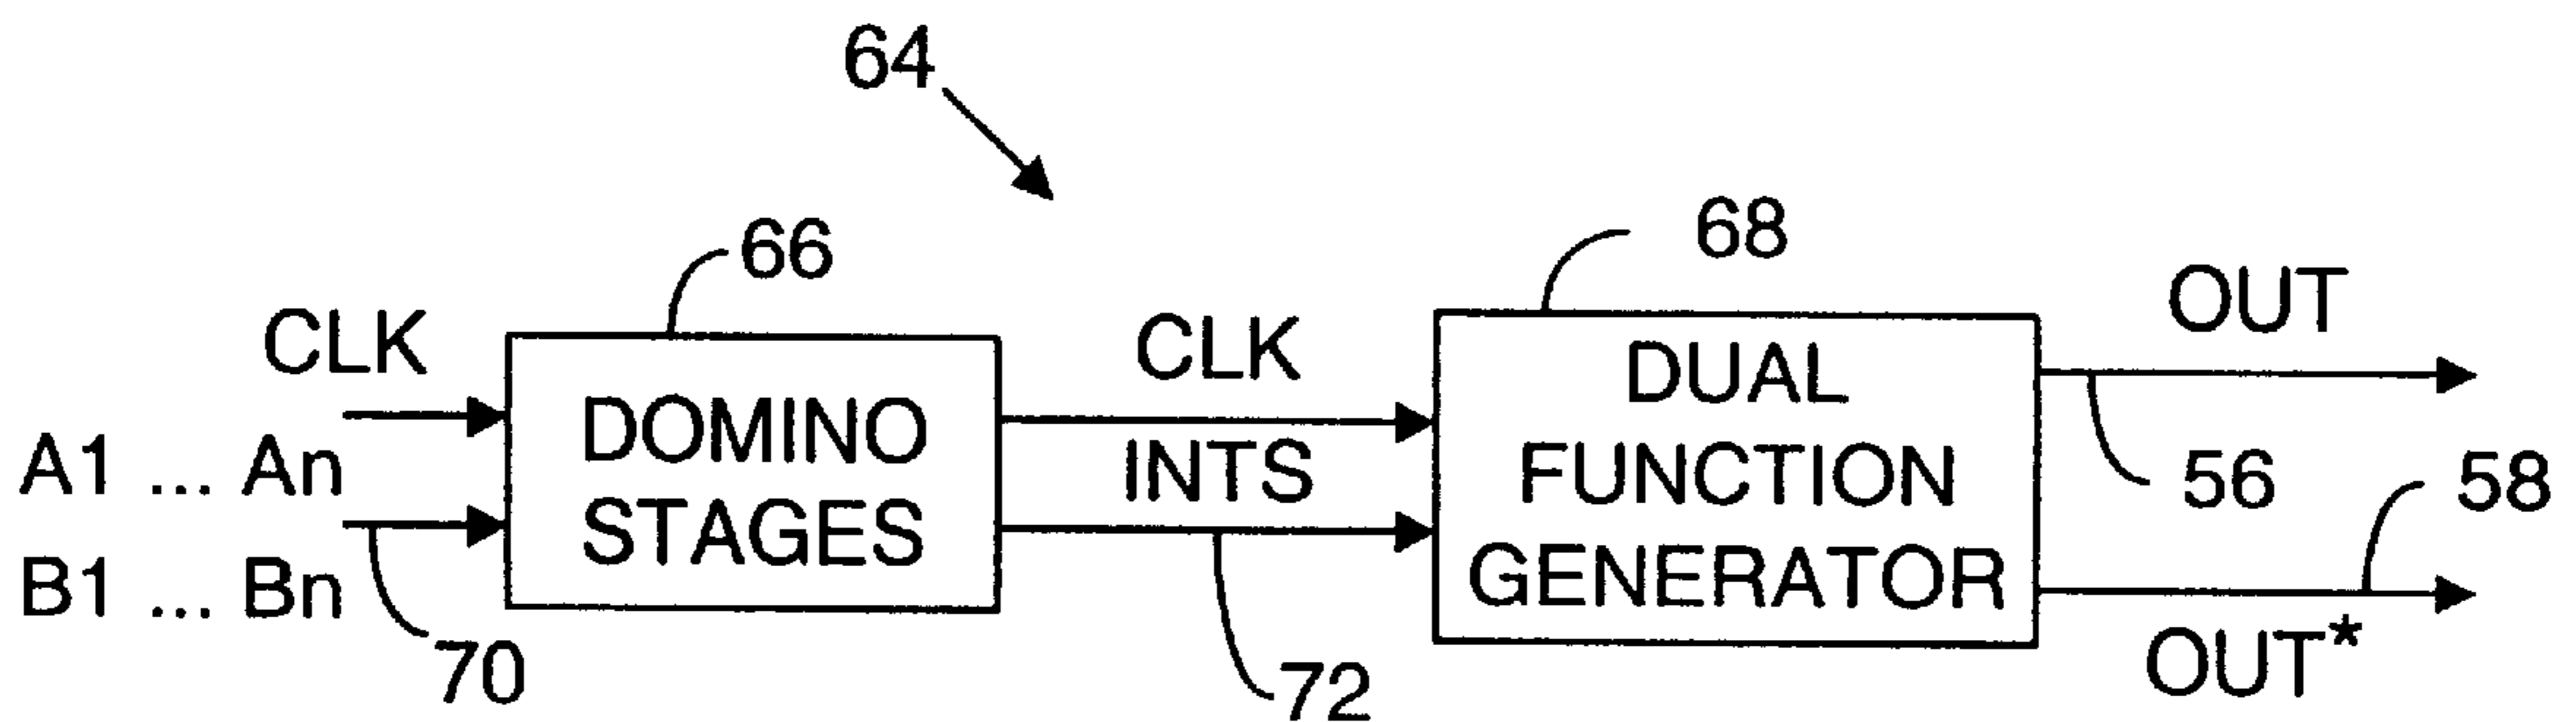 64
66
68
CLK
A1 ... An
B1 ... Bn
70
DOMINO
STAGES
CLK
INTS
72
DUAL
FUNCTION
GENERATOR
OUT
56
58
OUT*